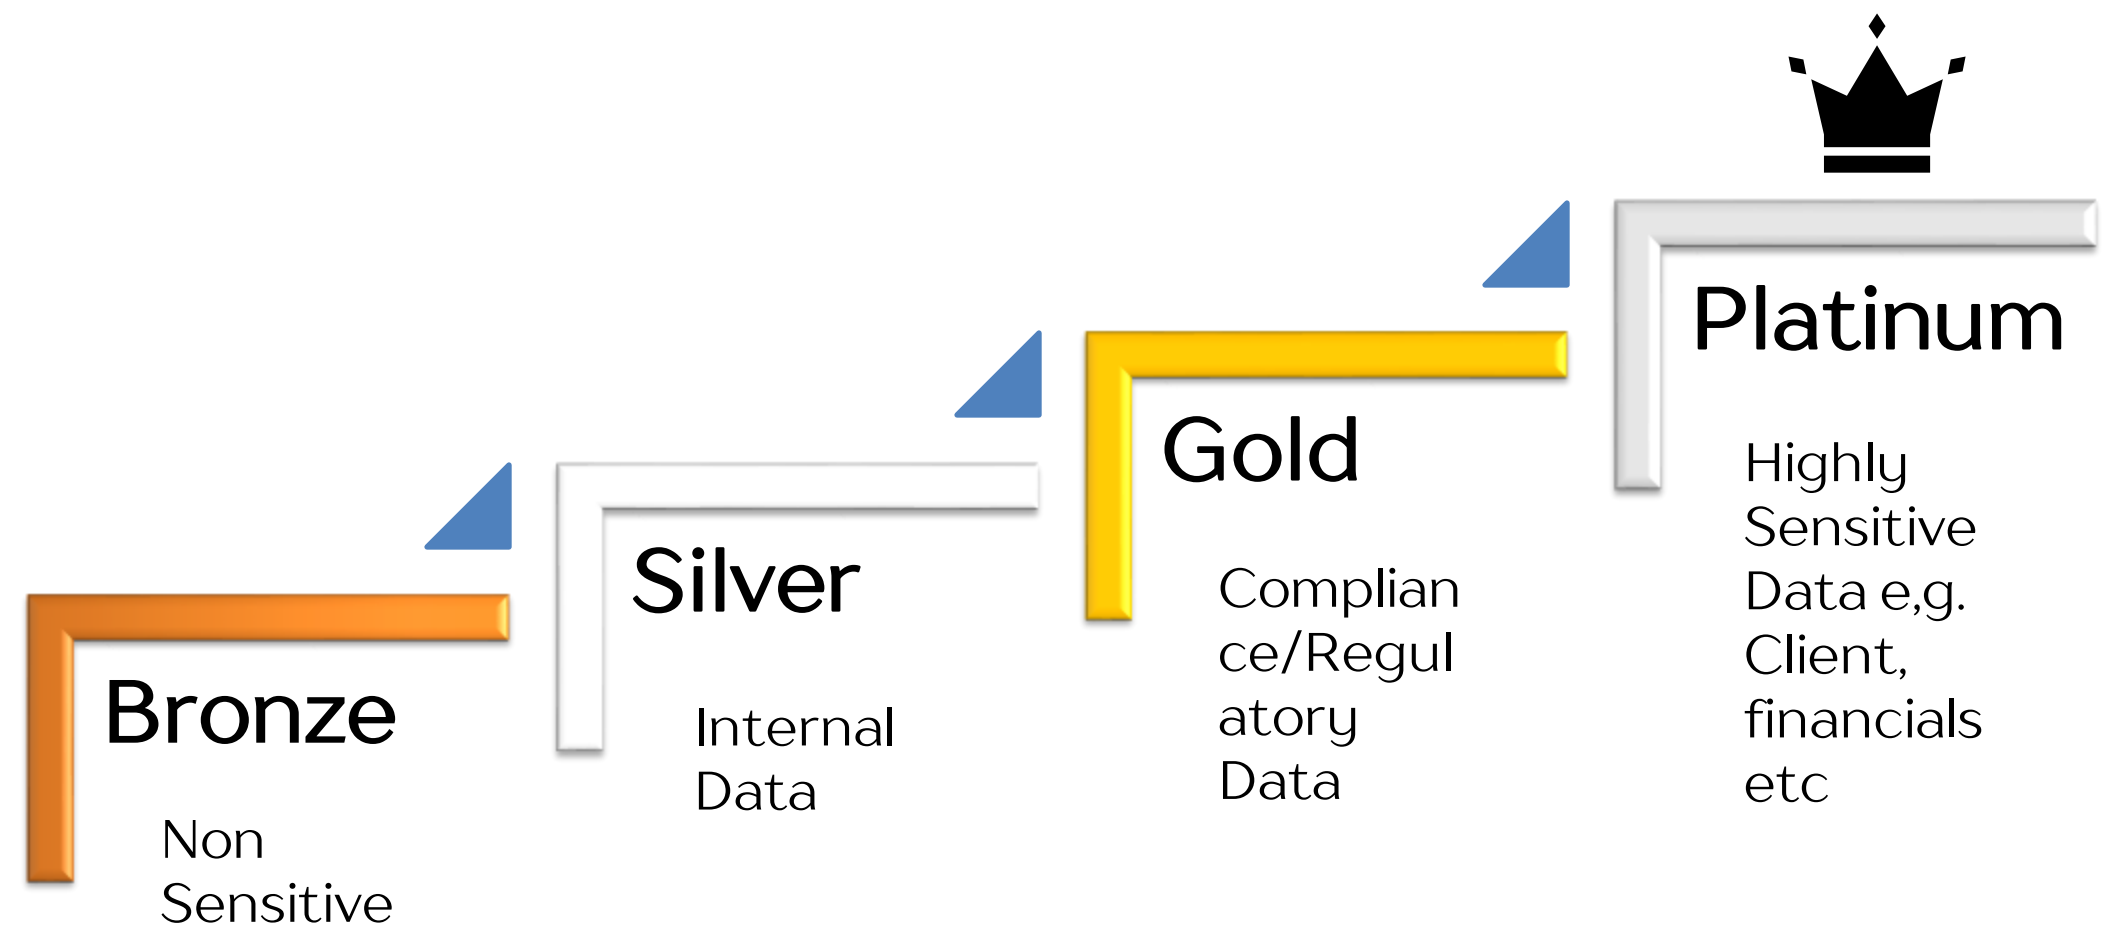 Bronze
Non
Sensitive
Silver
Internal
Data
Gold
Complian
ce/Regul
atory
Data
Platinum
Highly
Sensitive
Data e,g.
Client,
financials
etc